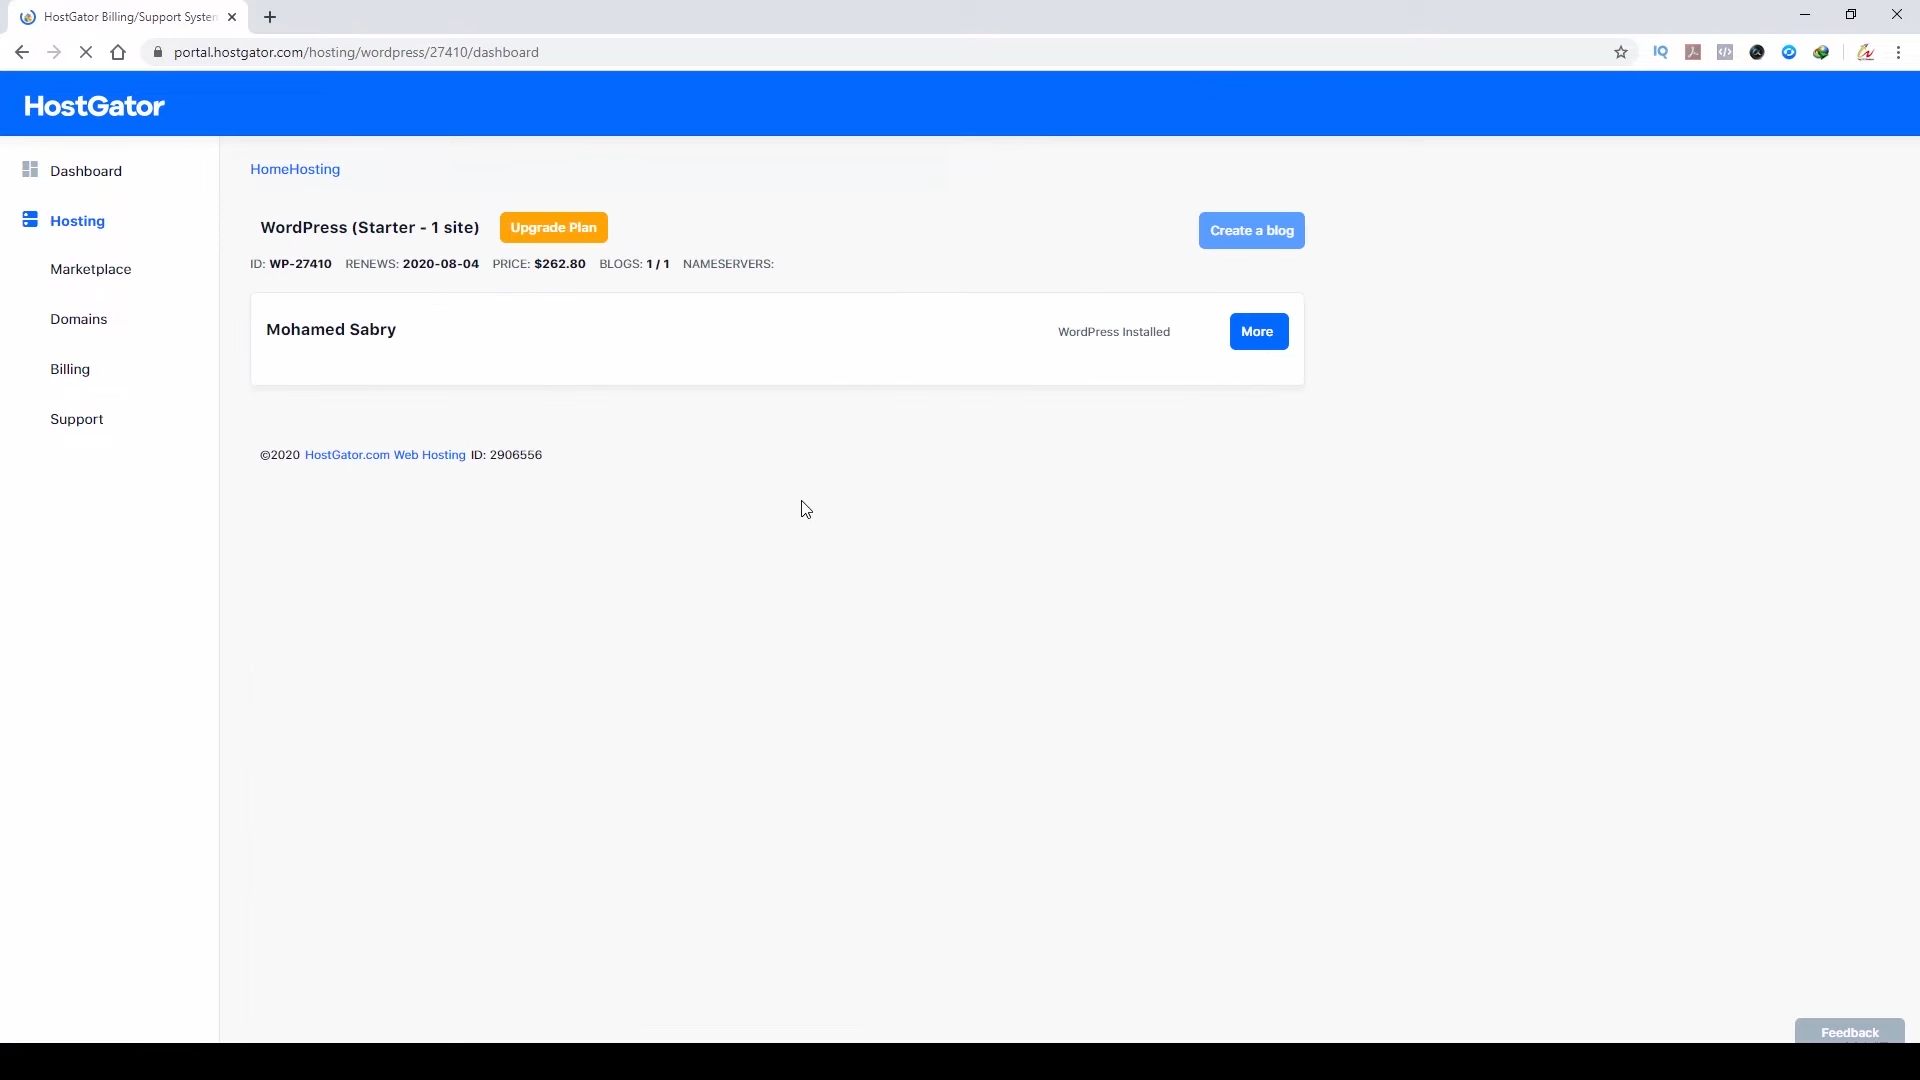 HostGator Billing/Support System
portal.hostgator.com/hosting/wordpress/27410/dashboard
IQ
HostGator
Dashboard
Hosting
Marketplace
Domains
Billing
Support
HomeHosting
WordPress (Starter - 1 site)
Upgrade Plan
Create a blog
ID: WP-27410 RENEWS: 2020-08-04 PRICE: $262.80 BLOGS: 1 / 1 NAMESERVERS:
Mohamed Sabry
WordPress Installed
More
©2020 HostGator.com Web Hosting ID: 2906556
Feedback